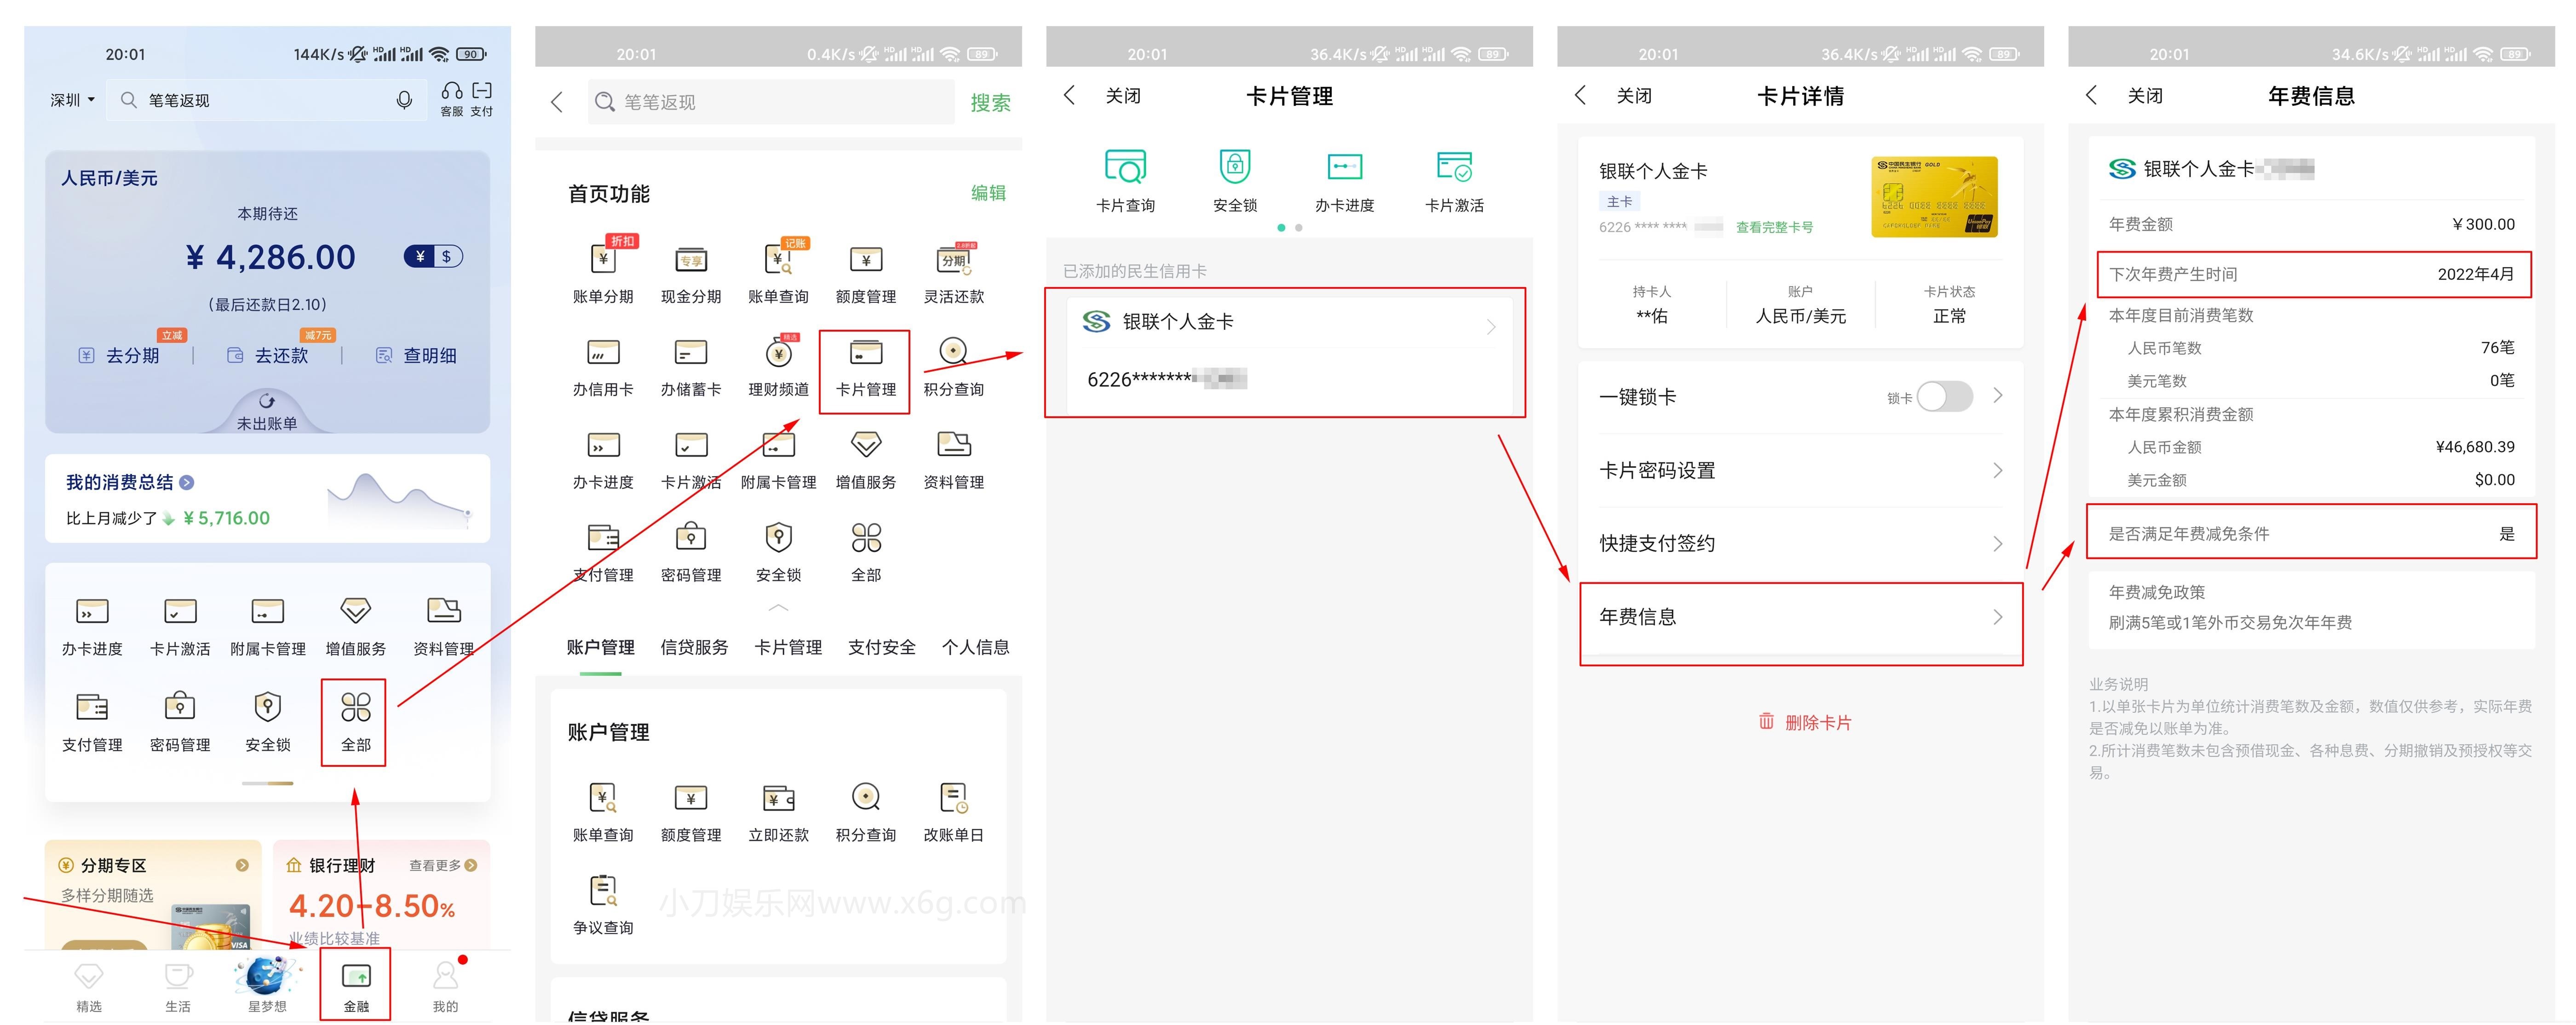 20:01
144K/s
HD
HD
90
深圳
笔笔返现
客服
支付
人民币/美元
本期待还
¥ 4,286.00
¥
$
（最后还款日2.10）
立减
减7元
去分期
去还款
查明细
未出账单
我的消费总结
比上月减少了
¥ 5,716.00
办卡进度
卡片激活
附属卡管理
增值服务
资料管理
支付管理
密码管理
安全锁
全部
分期专区
多样分期随选
VISA
银行理财
查看更多
4.20-8.50%
业绩比较基准
精选
生活
星梦想
金融
我的
20:01
0.4K/s
HD
HD
89
笔笔返现
搜索
首页功能
编辑
折扣
专享
记账
分期
账单分期
现金分期
账单查询
额度管理
灵活还款
精选
办信用卡
办储蓄卡
理财频道
卡片管理
积分查询
办卡进度
卡片激活
附属卡管理
增值服务
资料管理
支付管理
密码管理
安全锁
全部
账户管理
信贷服务
卡片管理
支付安全
个人信息
账户管理
账单查询
额度管理
立即还款
积分查询
改账单日
争议查询
小刀娱乐网www.x6g.com
信贷服务
20:01
36.4K/s
HD
HD
89
关闭
卡片管理
卡片查询
安全锁
办卡进度
卡片激活
已添加的民生信用卡
银联个人金卡
6226*******
20:01
36.4K/s
HD
HD
89
关闭
卡片详情
银联个人金卡
主卡
6226 **** ****
查看完整卡号
中国民生银行
GOLD
持卡人
账户
卡片状态
**佑
人民币/美元
正常
一键锁卡
锁卡
卡片密码设置
快捷支付签约
年费信息
删除卡片
20:01
34.6K/s
HD
HD
89
关闭
年费信息
银联个人金卡
年费金额
¥300.00
下次年费产生时间
2022年4月
本年度目前消费笔数
人民币笔数
76笔
美元笔数
0笔
本年度累积消费金额
人民币金额
¥46,680.39
美元金额
$0.00
是否满足年费减免条件
是
年费减免政策
刷满5笔或1笔外币交易免次年年费
业务说明
1.以单张卡片为单位统计消费笔数及金额，数值仅供参考，实际年费
是否减免以账单为准。
2.所计消费笔数未包含预借现金、各种息费、分期撤销及预授权等交
易。